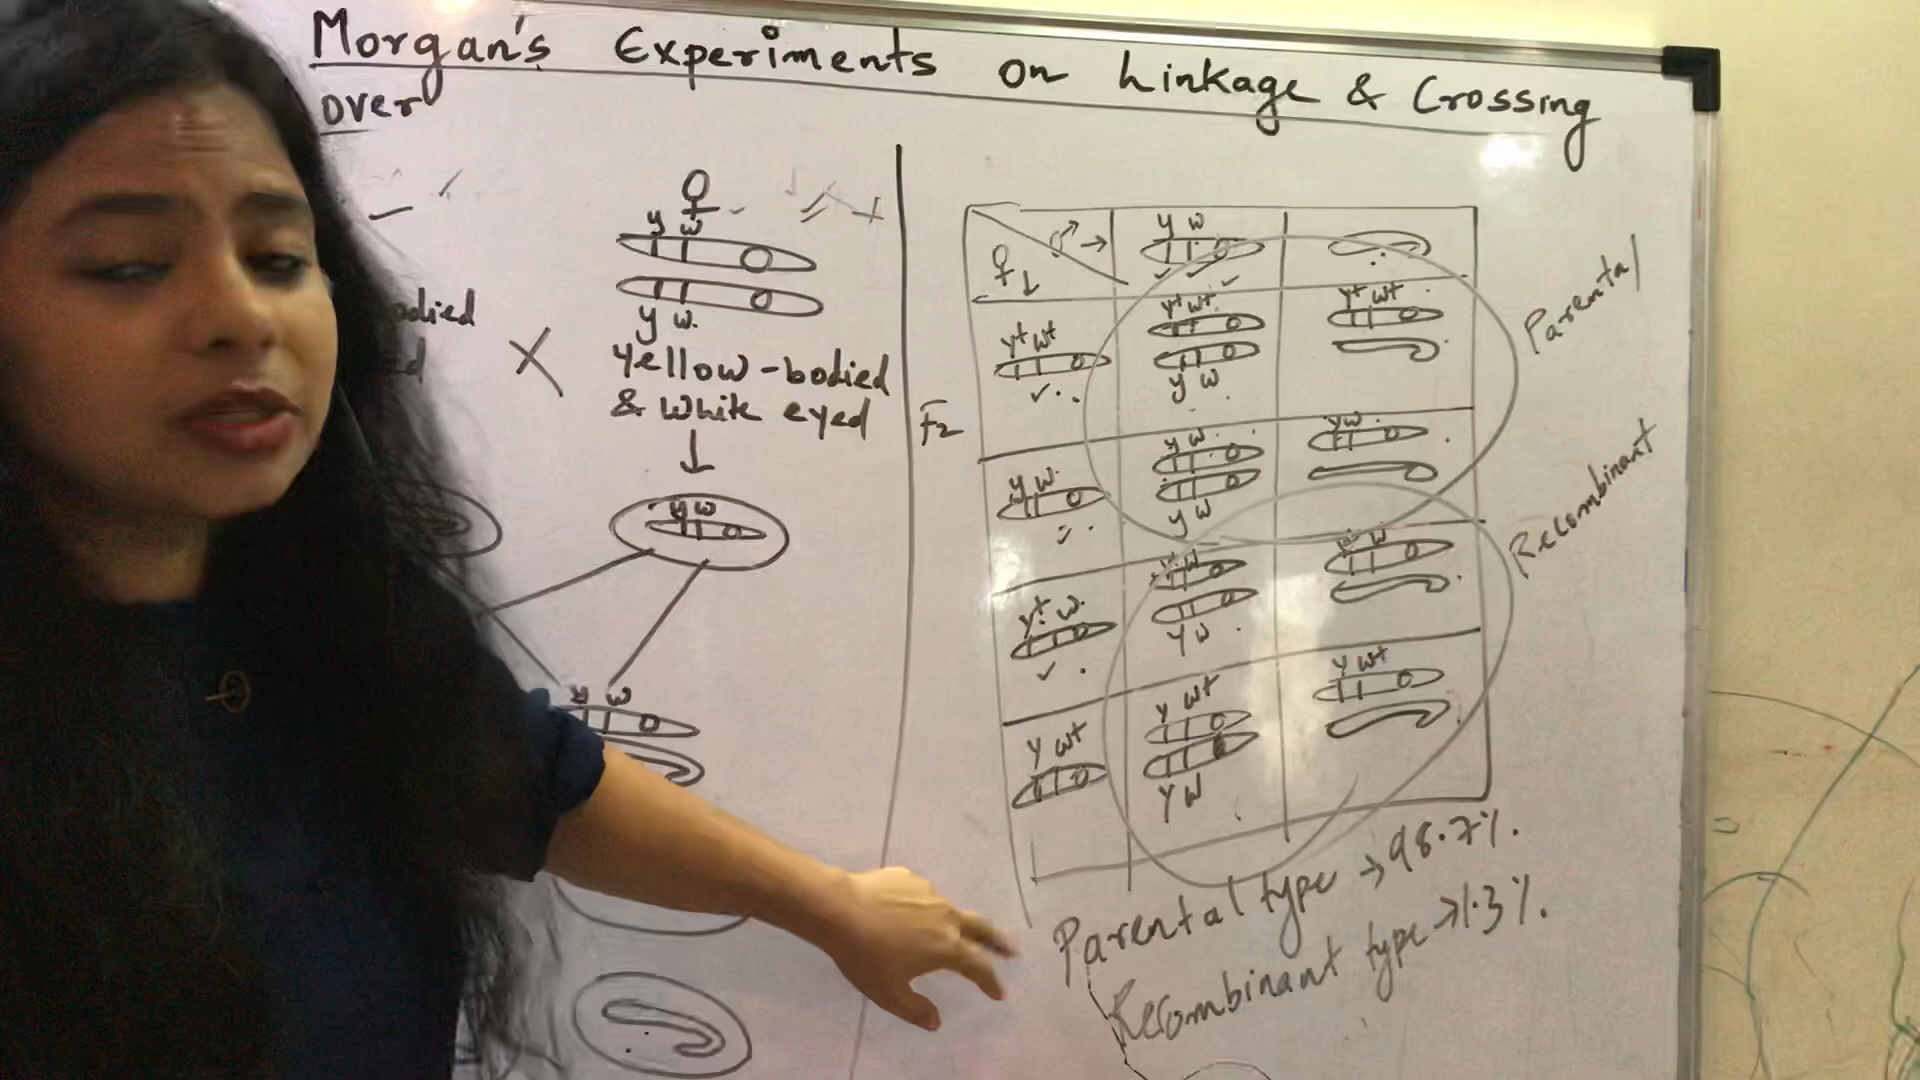 Morgan's Experiments on Linkage & Crossing
over
♀
y w
y w
odied
d
X
Yellow-bodied
& White eyed
y w
w
F2
♀ ♂
y w
y+ w+
y+ w+
y w
y+ w+
y w
y w
y w
y w
y+ w
w
y w
w
y w+
y w+
y w
y w+
Parental
Recombinant
Parental type → 98.7%.
Recombinant type → 1.3%.